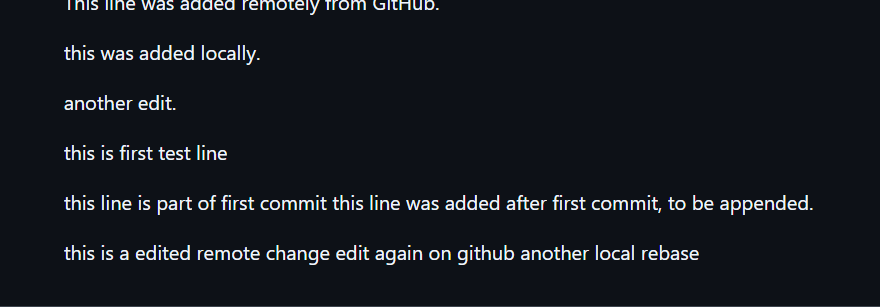 This line was added remotely from GitHub.
this was added locally.
another edit.
this is first test line
this line is part of first commit this line was added after first commit, to be appended.
this is a edited remote change edit again on github another local rebase